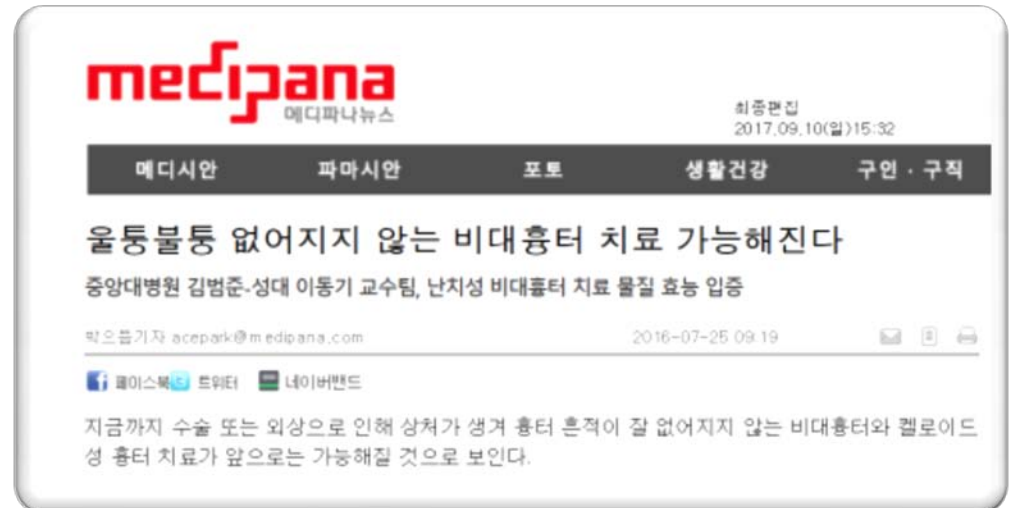 medipana
메디파나뉴스
최종편집
2017.09.10(일)15:32
메디시안 파마시안 포토 생활건강 구인 · 구직
울퉁불퉁 없어지지 않는 비대흉터 치료 가능해진다
중앙대병원 김범준-성대 이동기 교수팀, 난치성 비대흉터 치료 물질 효능 입증
박으뜸기자 acepark@medipana.com 2016-07-25 09:19
페이스북 트위터 네이버밴드
지금까지 수술 또는 외상으로 인해 상처가 생겨 흉터 흔적이 잘 없어지지 않는 비대흉터와 켈로이드
성 흉터 치료가 앞으로는 가능해질 것으로 보인다.